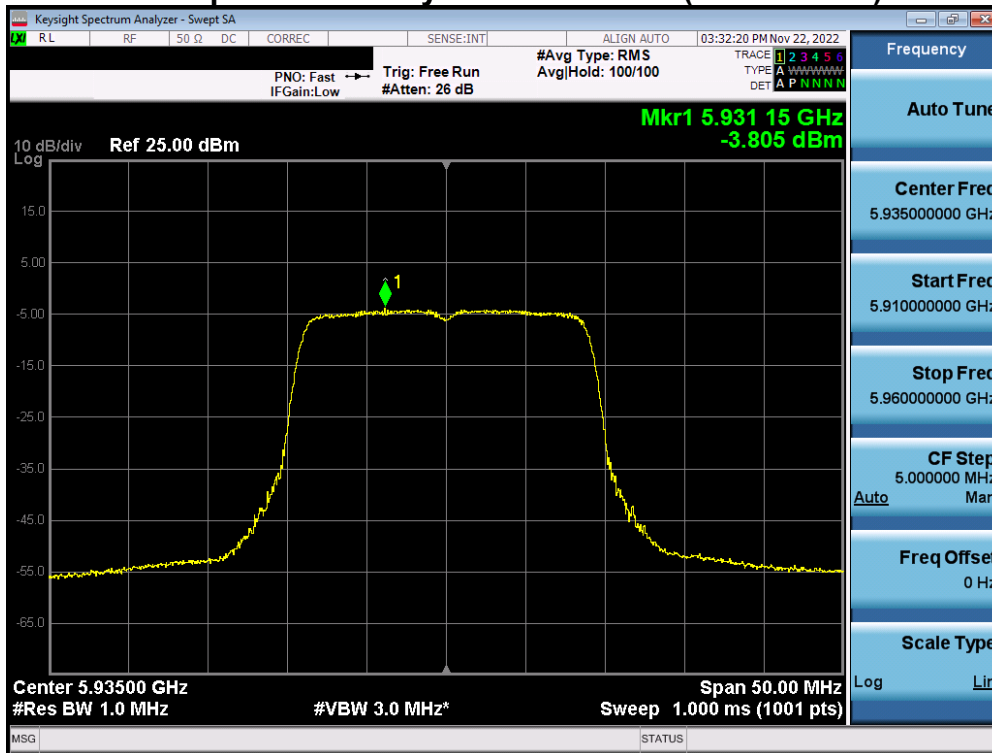 Keysight Spectrum Analyzer - Swept SA
LXI RL RF 50 Ω DC CORREC SENSE:INT ALIGN AUTO 03:32:20 PM Nov 22, 2022
PNO: Fast
IFGain:Low
Trig: Free Run
#Atten: 26 dB
#Avg Type: RMS
Avg|Hold: 100/100
TRACE 1 2 3 4 5 6
TYPE A WWWWW
DET A P N N N N
Mkr1 5.931 15 GHz
-3.805 dBm
10 dB/div Ref 25.00 dBm
Log
15.0
5.00
1
-5.00
-15.0
-25.0
-35.0
-45.0
-55.0
-65.0
Center 5.93500 GHz Span 50.00 MHz
#Res BW 1.0 MHz #VBW 3.0 MHz* Sweep 1.000 ms (1001 pts)
MSG STATUS
Frequency
Auto Tune
Center Freq
5.935000000 GHz
Start Freq
5.910000000 GHz
Stop Freq
5.960000000 GHz
CF Step
5.000000 MHz
Auto Man
Freq Offset
0 Hz
Scale Type
Log Lin